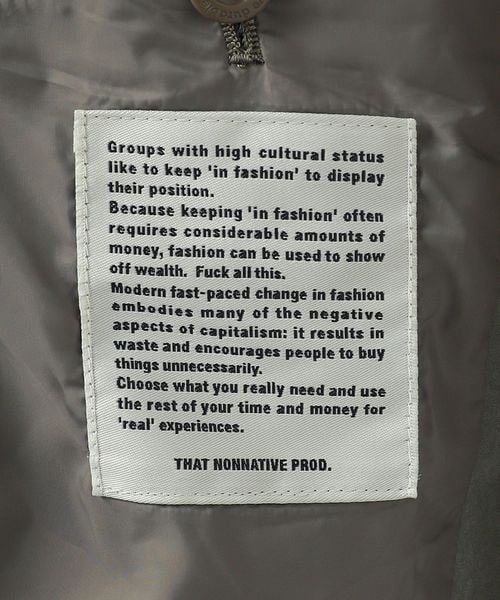 Groups with high cultural status
like to keep 'in fashion' to display
their position.
Because keeping 'in fashion' often
requires considerable amounts of
money, fashion can be used to show
off wealth. Fuck all this.
Modern fast-paced change in fashion
embodies many of the negative
aspects of capitalism: it results in
waste and encourages people to buy
things unnecessarily.
Choose what you really need and use
the rest of your time and money for
'real' experiences.
THAT NONNATIVE PROD.